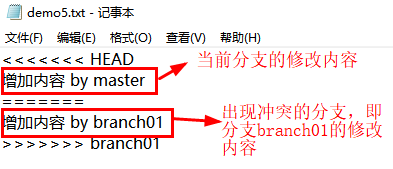 demo5.txt - 记事本
文件(F) 编辑(E) 格式(O) 查看(V) 帮助(H)
<<<<<<< HEAD
增加内容 by master
=======
增加内容 by branch01
>>>>>>> branch01
当前分支的修改内容
出现冲突的分支，即
分支branch01的修改
内容